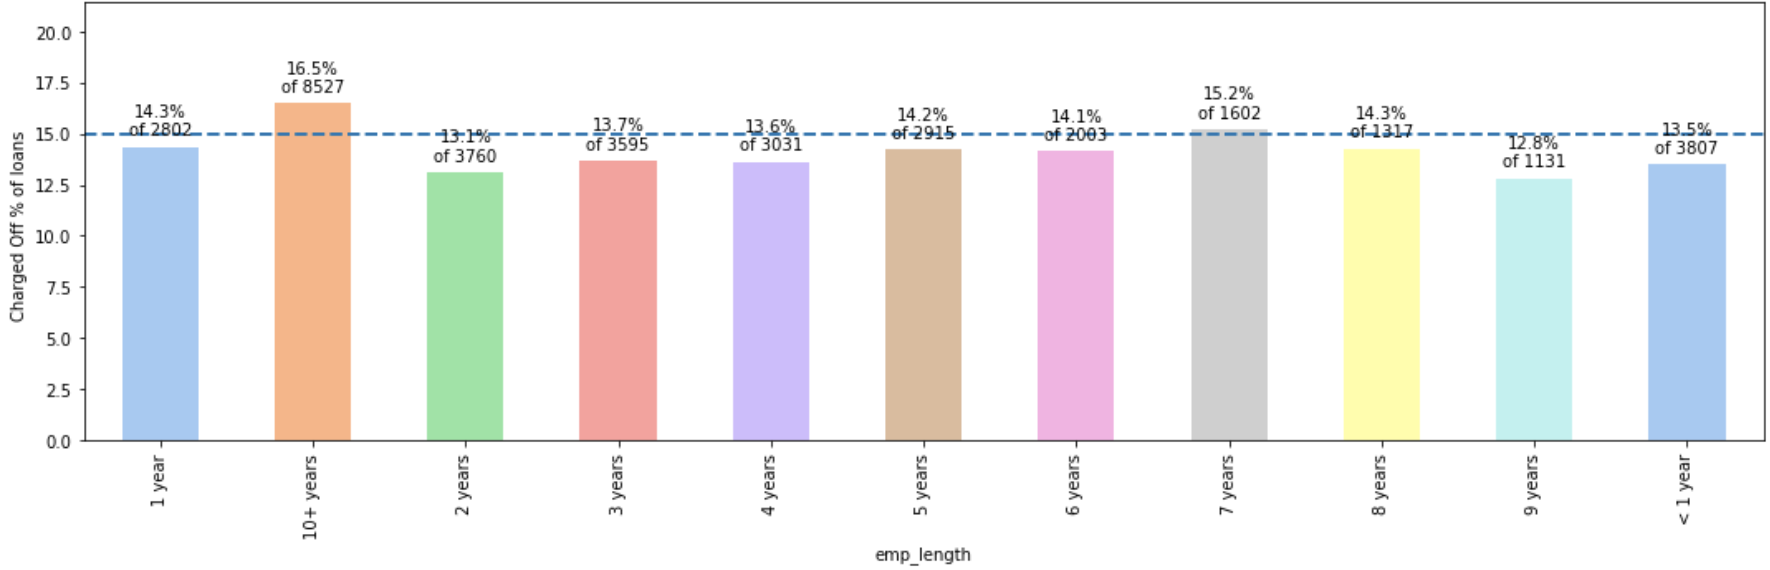 20.0
17.5
15.0
12.5
10.0
7.5
5.0
2.5
0.0
Charged Off % of loans
14.3%
of 2802
16.5%
of 8527
13.1%
of 3760
13.7%
of 3595
13.6%
of 3031
14.2%
of 2915
14.1%
of 2003
15.2%
of 1602
14.3%
of 1317
12.8%
of 1131
13.5%
of 3807
1 year
10+ years
2 years
3 years
4 years
5 years
6 years
7 years
8 years
9 years
< 1 year
emp_length